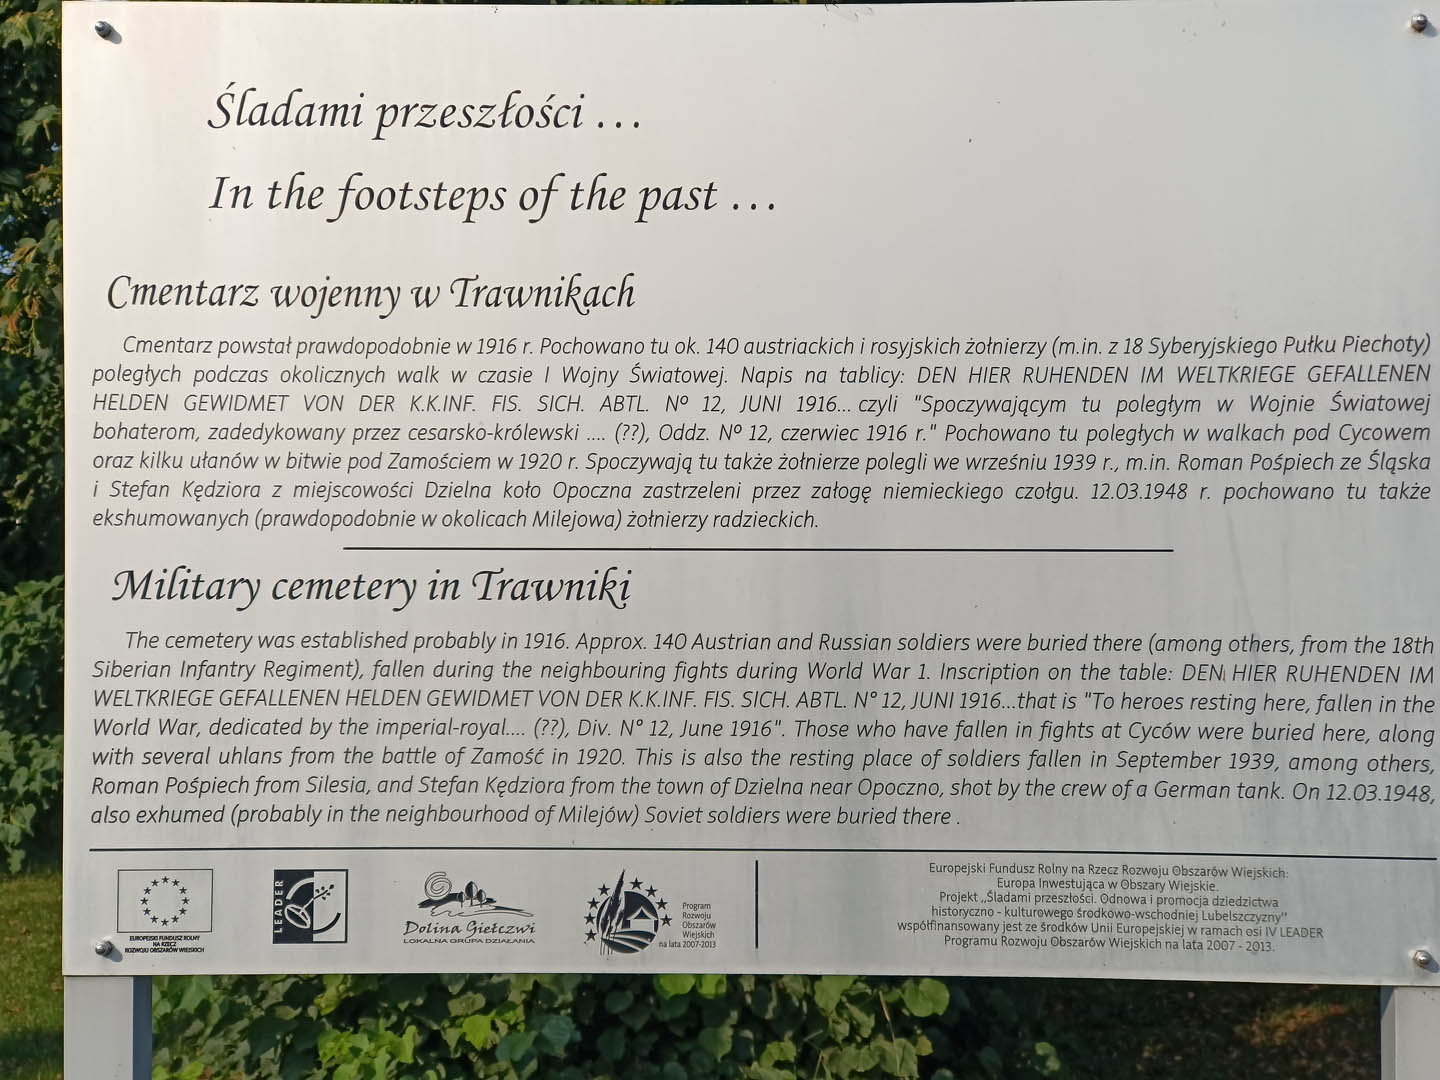 Śladami przeszłości ...
In the footsteps of the past ...
Cmentarz wojenny w Trawnikach
Cmentarz powstał prawdopodobnie w 1916 r. Pochowano tu ok. 140 austriackich i rosyjskich żołnierzy (m.in. z 18 Syberyjskiego Pułku Piechoty)
poległych podczas okolicznych walk w czasie I Wojny Światowej. Napis na tablicy: DEN HIER RUHENDEN IM WELTKRIEGE GEFALLENEN
HELDEN GEWIDMET VON DER K.K.INF. FIS. SICH. ABTL. Nº 12, JUNI 1916... czyli "Spoczywającym tu poległym w Wojnie Światowej
bohaterom, zadedykowany przez cesarsko-królewski .... (??), Oddz. Nº 12, czerwiec 1916 r." Pochowano tu poległych w walkach pod Cycowem
oraz kilku ułanów w bitwie pod Zamościem w 1920 r. Spoczywają tu także żołnierze polegli we wrześniu 1939 r., m.in. Roman Pośpiech ze Śląska
i Stefan Kędziora z miejscowości Dzielna koło Opoczna zastrzeleni przez załogę niemieckiego czołgu. 12.03.1948 r. pochowano tu także
ekshumowanych (prawdopodobnie w okolicach Milejowa) żołnierzy radzieckich.
Military cemetery in Trawniki
The cemetery was established probably in 1916. Approx. 140 Austrian and Russian soldiers were buried there (among others, from the 18th
Siberian Infantry Regiment), fallen during the neighbouring fights during World War 1. Inscription on the table: DEN HIER RUHENDEN IM
WELTKRIEGE GEFALLENEN HELDEN GEWIDMET VON DER K.K.INF. FIS. SICH. ABTL. N° 12, JUNI 1916...that is "To heroes resting here, fallen in the
World War, dedicated by the imperial-royal.... (??), Div. N° 12, June 1916". Those who have fallen in fights at Cyców were buried here, along
with several uhlans from the battle of Zamość in 1920. This is also the resting place of soldiers fallen in September 1939, among others,
Roman Pośpiech from Silesia, and Stefan Kędziora from the town of Dzielna near Opoczno, shot by the crew of a German tank. On 12.03.1948,
also exhumed (probably in the neighbourhood of Milejów) Soviet soldiers were buried there .
EUROPEJSKI FUNDUSZ ROLNY
NA RZECZ
ROZWOJU OBSZARÓW WIEJSKICH
LEADER
Dolina Giełczwi
LOKALNA GRUPA DZIAŁANIA
Program
Rozwoju
Obszarów
Wiejskich
na lata 2007-2013
Europejski Fundusz Rolny na Rzecz Rozwoju Obszarów Wiejskich:
Europa Inwestująca w Obszary Wiejskie.
Projekt „Śladami przeszłości. Odnowa i promocja dziedzictwa
historyczno - kulturowego środkowo-wschodniej Lubelszczyzny"
współfinansowany jest ze środków Unii Europejskiej w ramach osi IV LEADER
Programu Rozwoju Obszarów Wiejskich na lata 2007 - 2013.